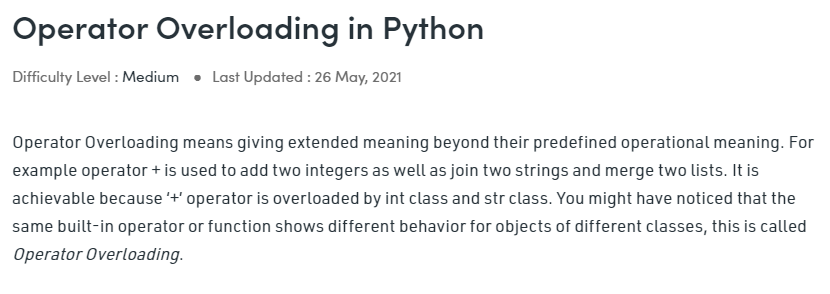 Operator Overloading in Python
Difficulty Level : Medium ● Last Updated : 26 May, 2021
Operator Overloading means giving extended meaning beyond their predefined operational meaning. For
example operator + is used to add two integers as well as join two strings and merge two lists. It is
achievable because ‘+’ operator is overloaded by int class and str class. You might have noticed that the
same built-in operator or function shows different behavior for objects of different classes, this is called
Operator Overloading.